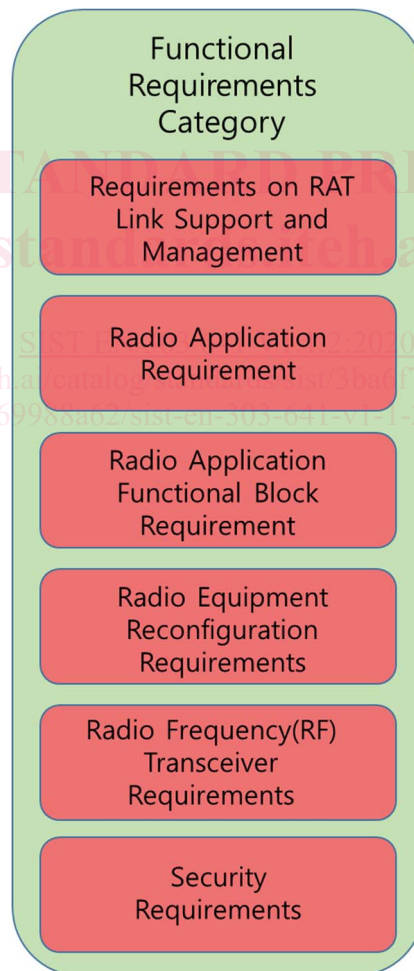 Functional
Requirements
Category
Requirements on RAT
Link Support and
Management
Radio Application
Requirement
Radio Application
Functional Block
Requirement
Radio Equipment
Reconfiguration
Requirements
Radio Frequency(RF)
Transceiver
Requirements
Security
Requirements